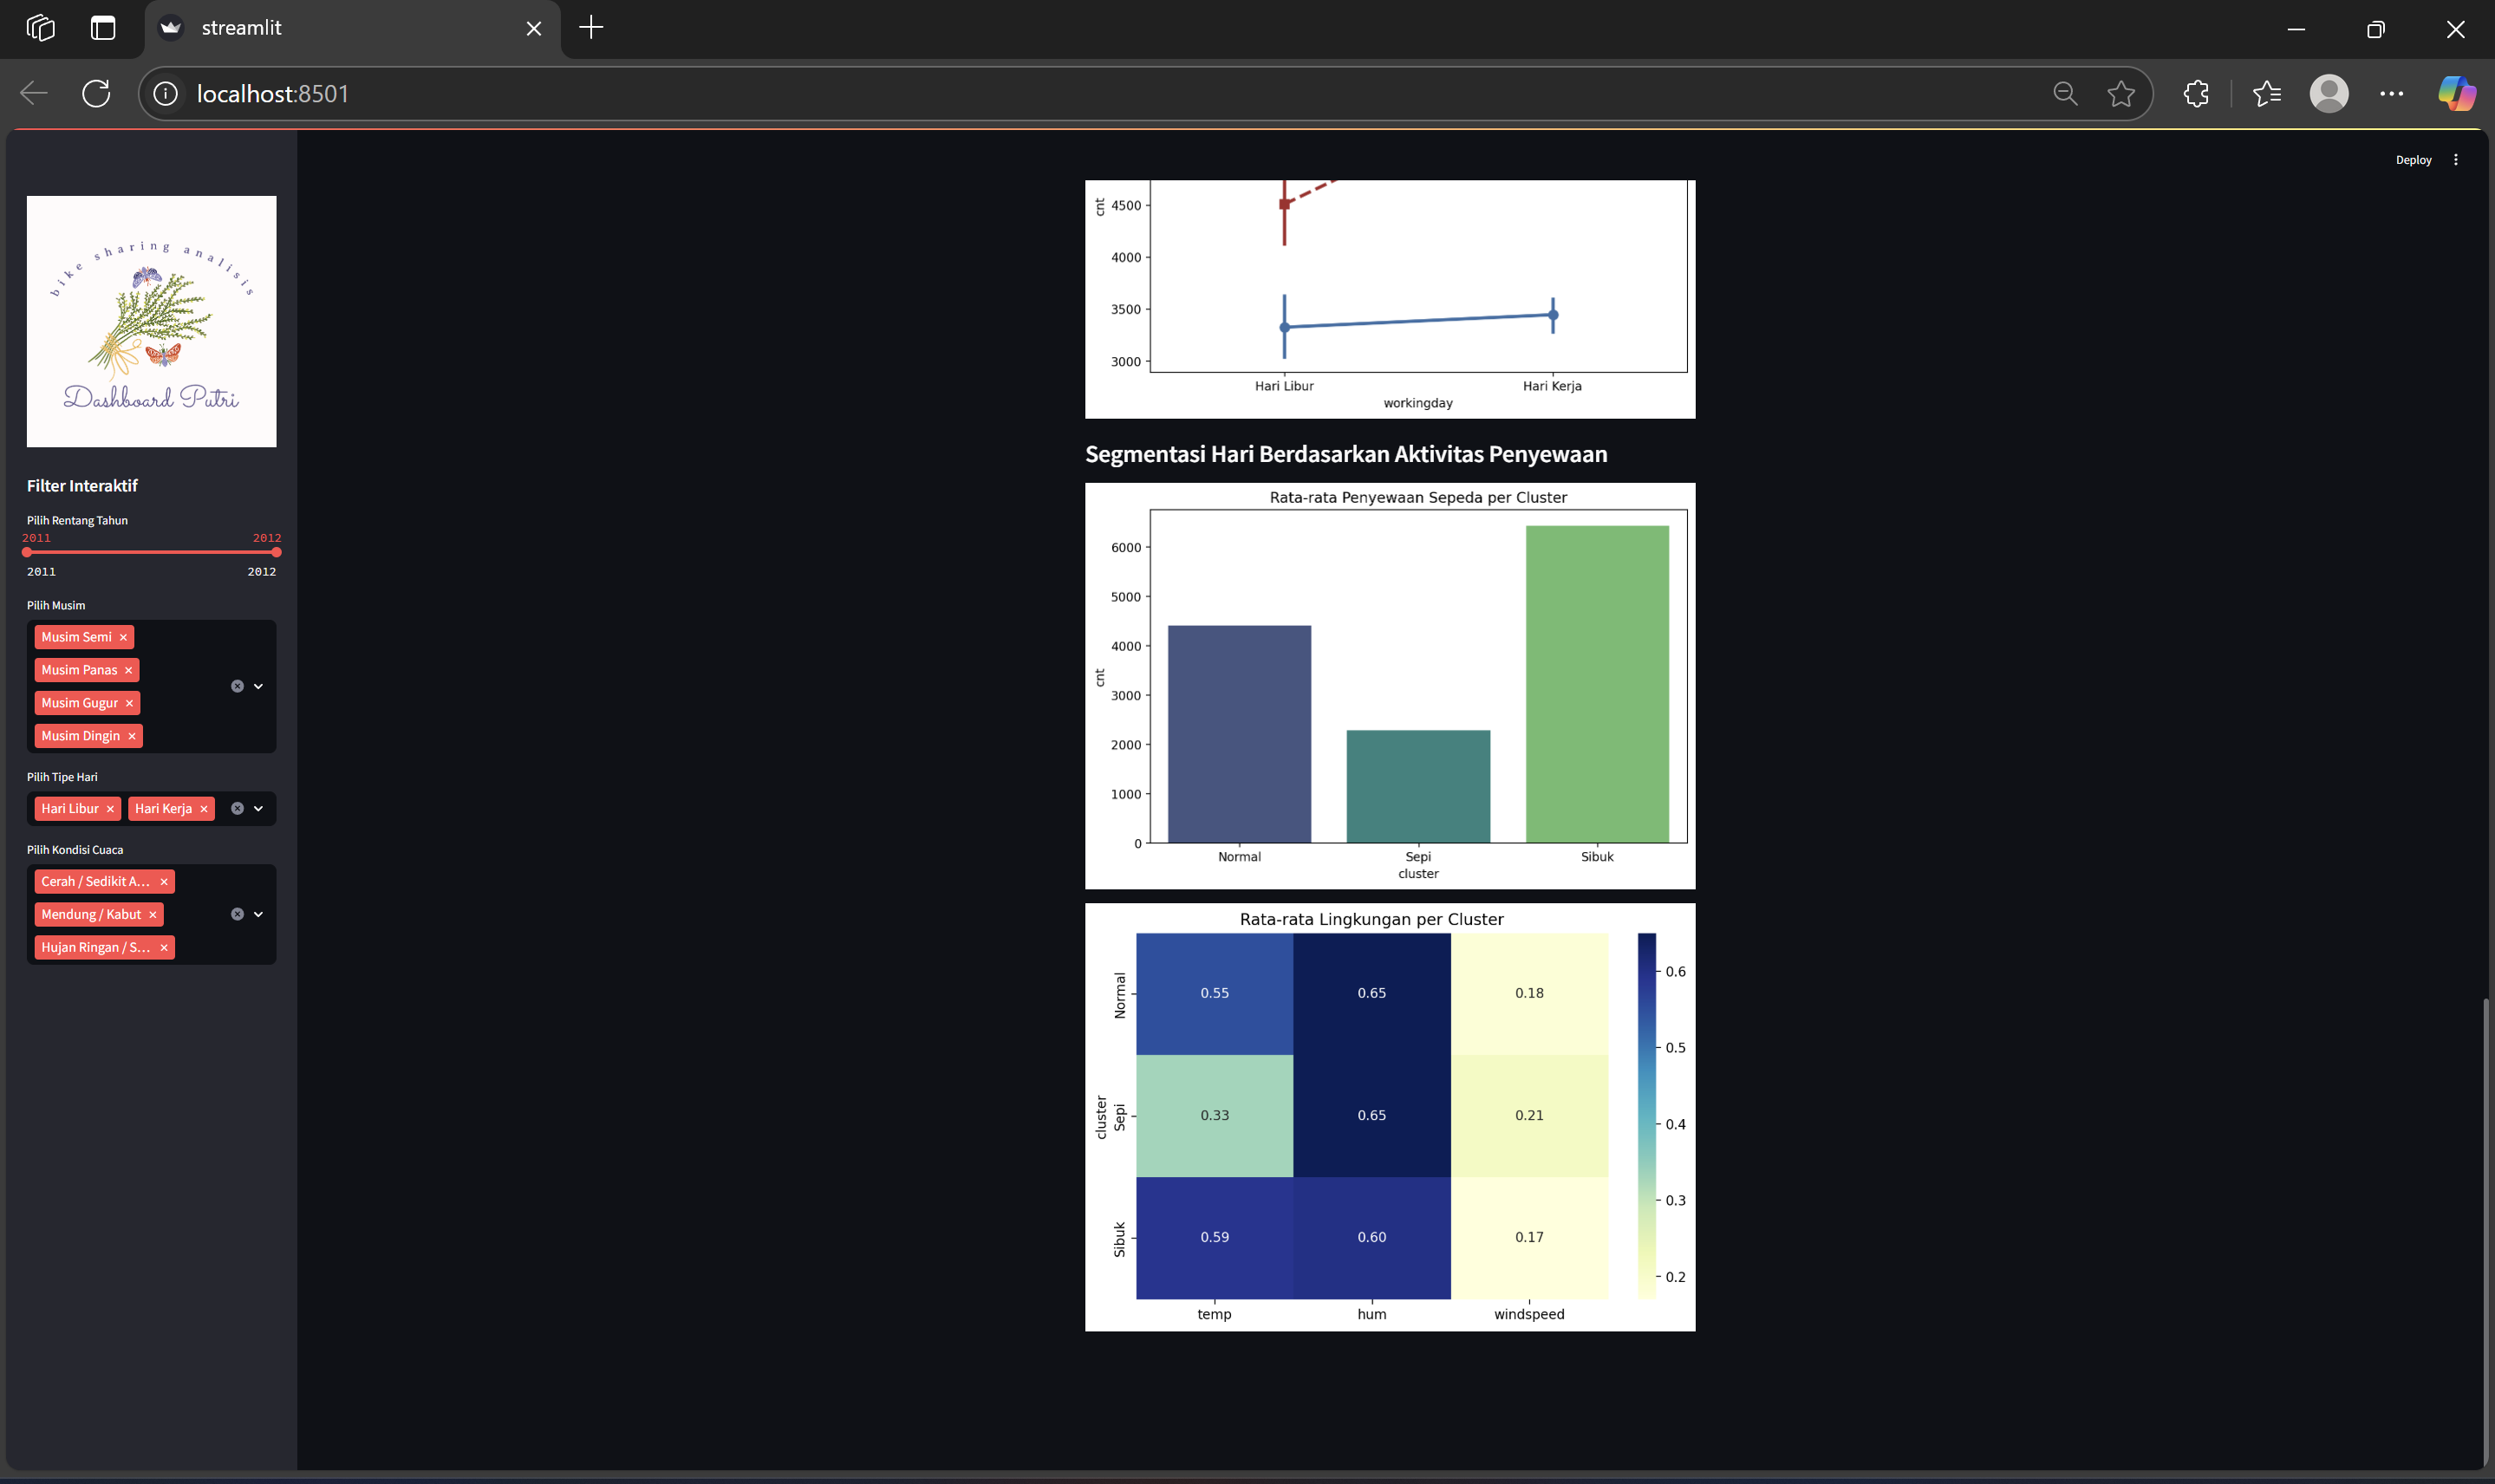 streamlit
localhost:8501
Deploy
bike sharing analisis
Dashboard Putri
Filter Interaktif
Pilih Rentang Tahun
2011 2012
2011 2012
Pilih Musim
Musim Semi
Musim Panas
Musim Gugur
Musim Dingin
Pilih Tipe Hari
Hari Libur Hari Kerja
Pilih Kondisi Cuaca
Cerah / Sedikit A...
Mendung / Kabut
Hujan Ringan / S...
cnt
4500
4000
3500
3000
Hari Libur Hari Kerja
workingday
Segmentasi Hari Berdasarkan Aktivitas Penyewaan
Rata-rata Penyewaan Sepeda per Cluster
cnt
6000
5000
4000
3000
2000
1000
0
Normal Sepi Sibuk
cluster
Rata-rata Lingkungan per Cluster
cluster
Normal 0.55 0.65 0.18
Sepi 0.33 0.65 0.21
Sibuk 0.59 0.60 0.17
temp hum windspeed
0.6
0.5
0.4
0.3
0.2